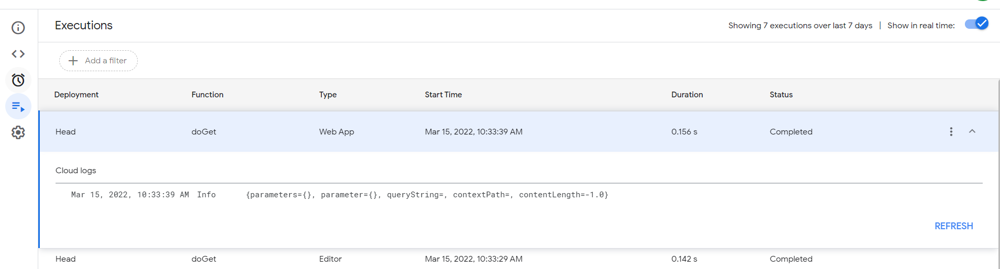 Executions
Showing 7 executions over last 7 days | Show in real time:
Add a filter
Deployment Function Type Start Time Duration Status
Head doGet Web App Mar 15, 2022, 10:33:39 AM 0.156 s Completed
Cloud logs
Mar 15, 2022, 10:33:39 AM Info {parameters={}, parameter={}, queryString=, contextPath=, contentLength=-1.0}
REFRESH
Head doGet Editor Mar 15, 2022, 10:33:29 AM 0.142 s Completed